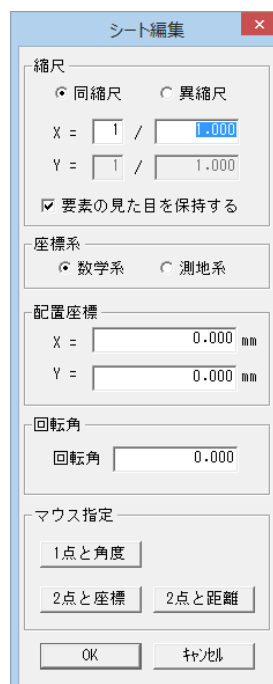 シート編集
縮尺
同縮尺 異縮尺
X = 1 / 1.000
Y = 1 / 1.000
要素の見た目を保持する
座標系
数学系 測地系
配置座標
X = 0.000 mm
Y = 0.000 mm
回転角
回転角 0.000
マウス指定
1点と角度
2点と座標 2点と距離
OK ｷｬﾝｾﾙ